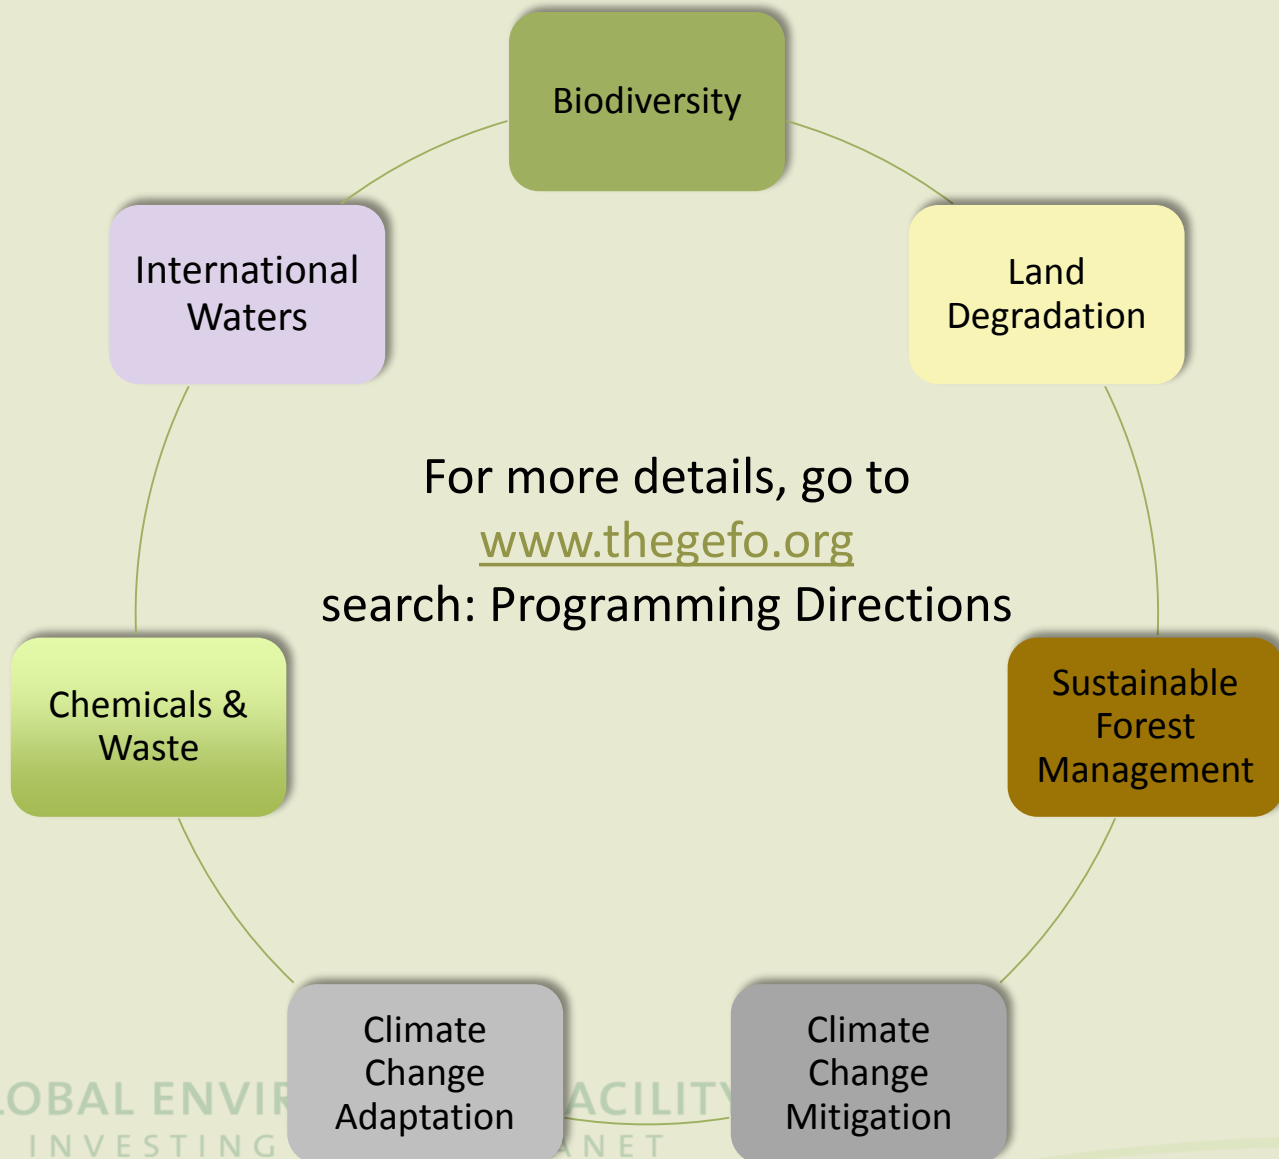 Biodiversity
International
Waters
Land
Degradation
For more details, go to
www.thegefo.org
search: Programming Directions
Chemicals &
Waste
Sustainable
Forest
Management
Climate
Change
Adaptation
Climate
Change
Mitigation
INVESTING